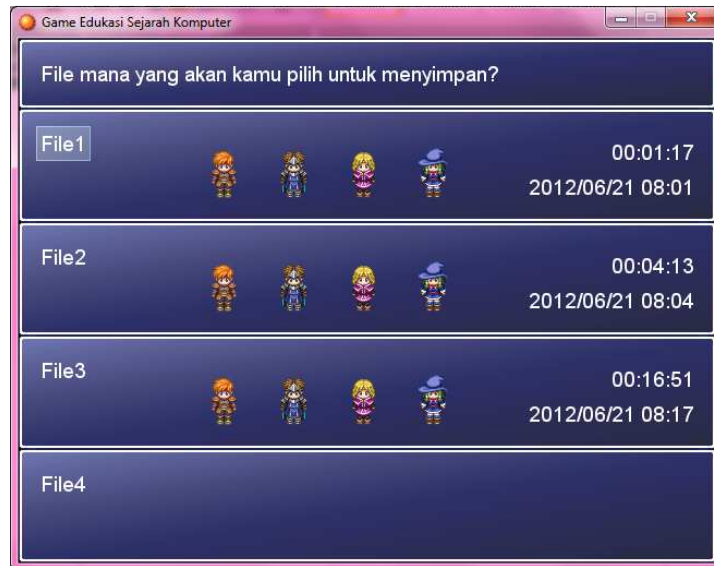 Game Edukasi Sejarah Komputer
File mana yang akan kamu pilih untuk menyimpan?
File1
00:01:17
2012/06/21 08:01
File2
00:04:13
2012/06/21 08:04
File3
00:16:51
2012/06/21 08:17
File4